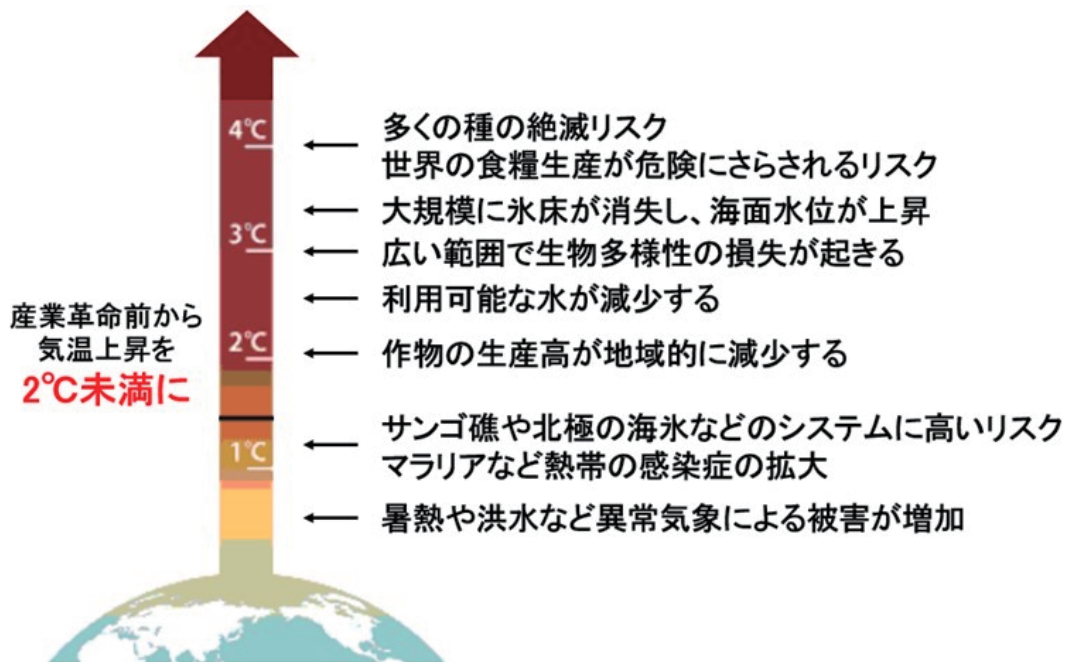 4℃
多くの種の絶滅リスク
世界の食糧生産が危険にさらされるリスク
大規模に氷床が消失し、海面水位が上昇
3℃
広い範囲で生物多様性の損失が起きる
利用可能な水が減少する
産業革命前から
気温上昇を
2℃未満に
2℃
作物の生産高が地域的に減少する
サンゴ礁や北極の海氷などのシステムに高いリスク
マラリアなど熱帯の感染症の拡大
1℃
暑熱や洪水など異常気象による被害が増加